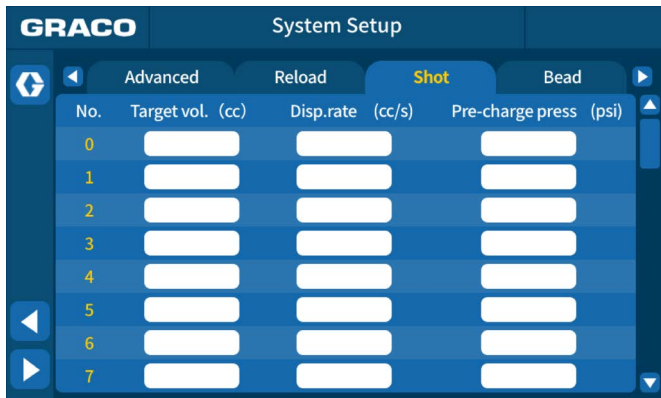 GRACO System Setup
Advanced Reload Shot Bead
No. Target vol. (cc) Disp.rate (cc/s) Pre-charge press (psi)
0
1
2
3
4
5
6
7